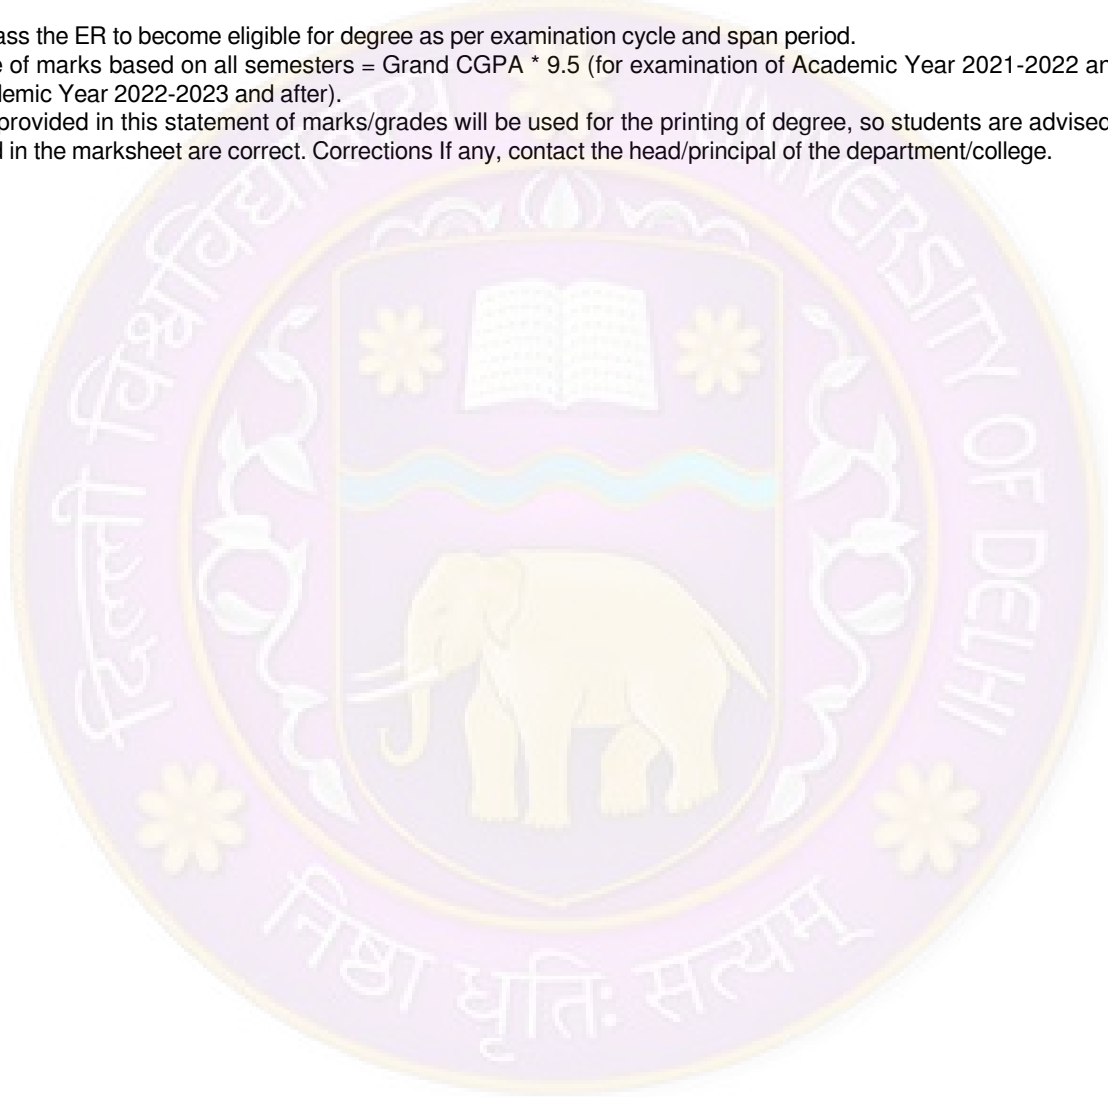 ass the ER to become eligible for degree as per examination cycle and span period.
e of marks based on all semesters = Grand CGPA * 9.5 (for examination of Academic Year 2021-2022 an
demic Year 2022-2023 and after).
provided in this statement of marks/grades will be used for the printing of degree, so students are advised
d in the marksheet are correct. Corrections If any, contact the head/principal of the department/college.
दिल्ली विश्वविद्यालय
UNIVERSITY OF DELHI
निष्ठा धृतिः सत्यम्